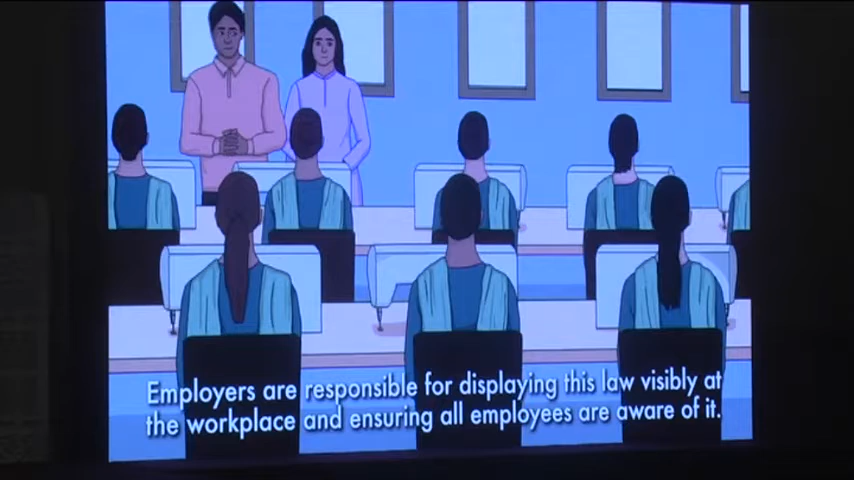 Employers are responsible for displaying this law visibly at
the workplace and ensuring all employees are aware of it.